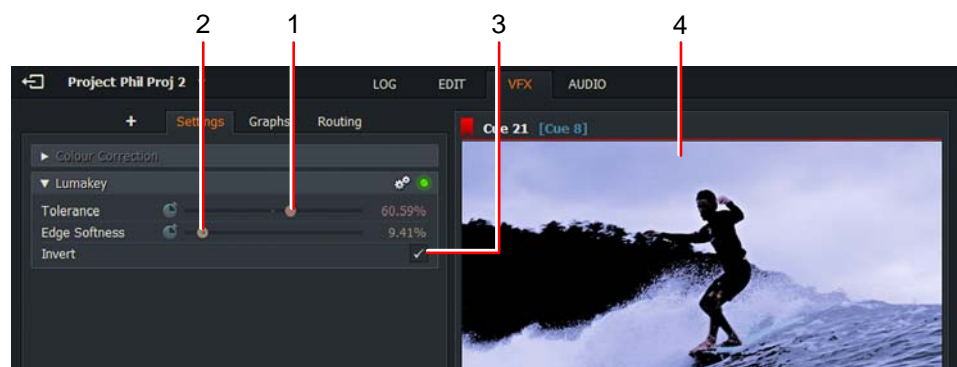 2 1 3 4
Project Phil Proj 2 LOG EDIT VFX AUDIO
+ Settings Graphs Routing
Cue 21 [Cue 8]
Colour Correction
Lumakey
Tolerance 60.59%
Edge Softness 9.41%
Invert